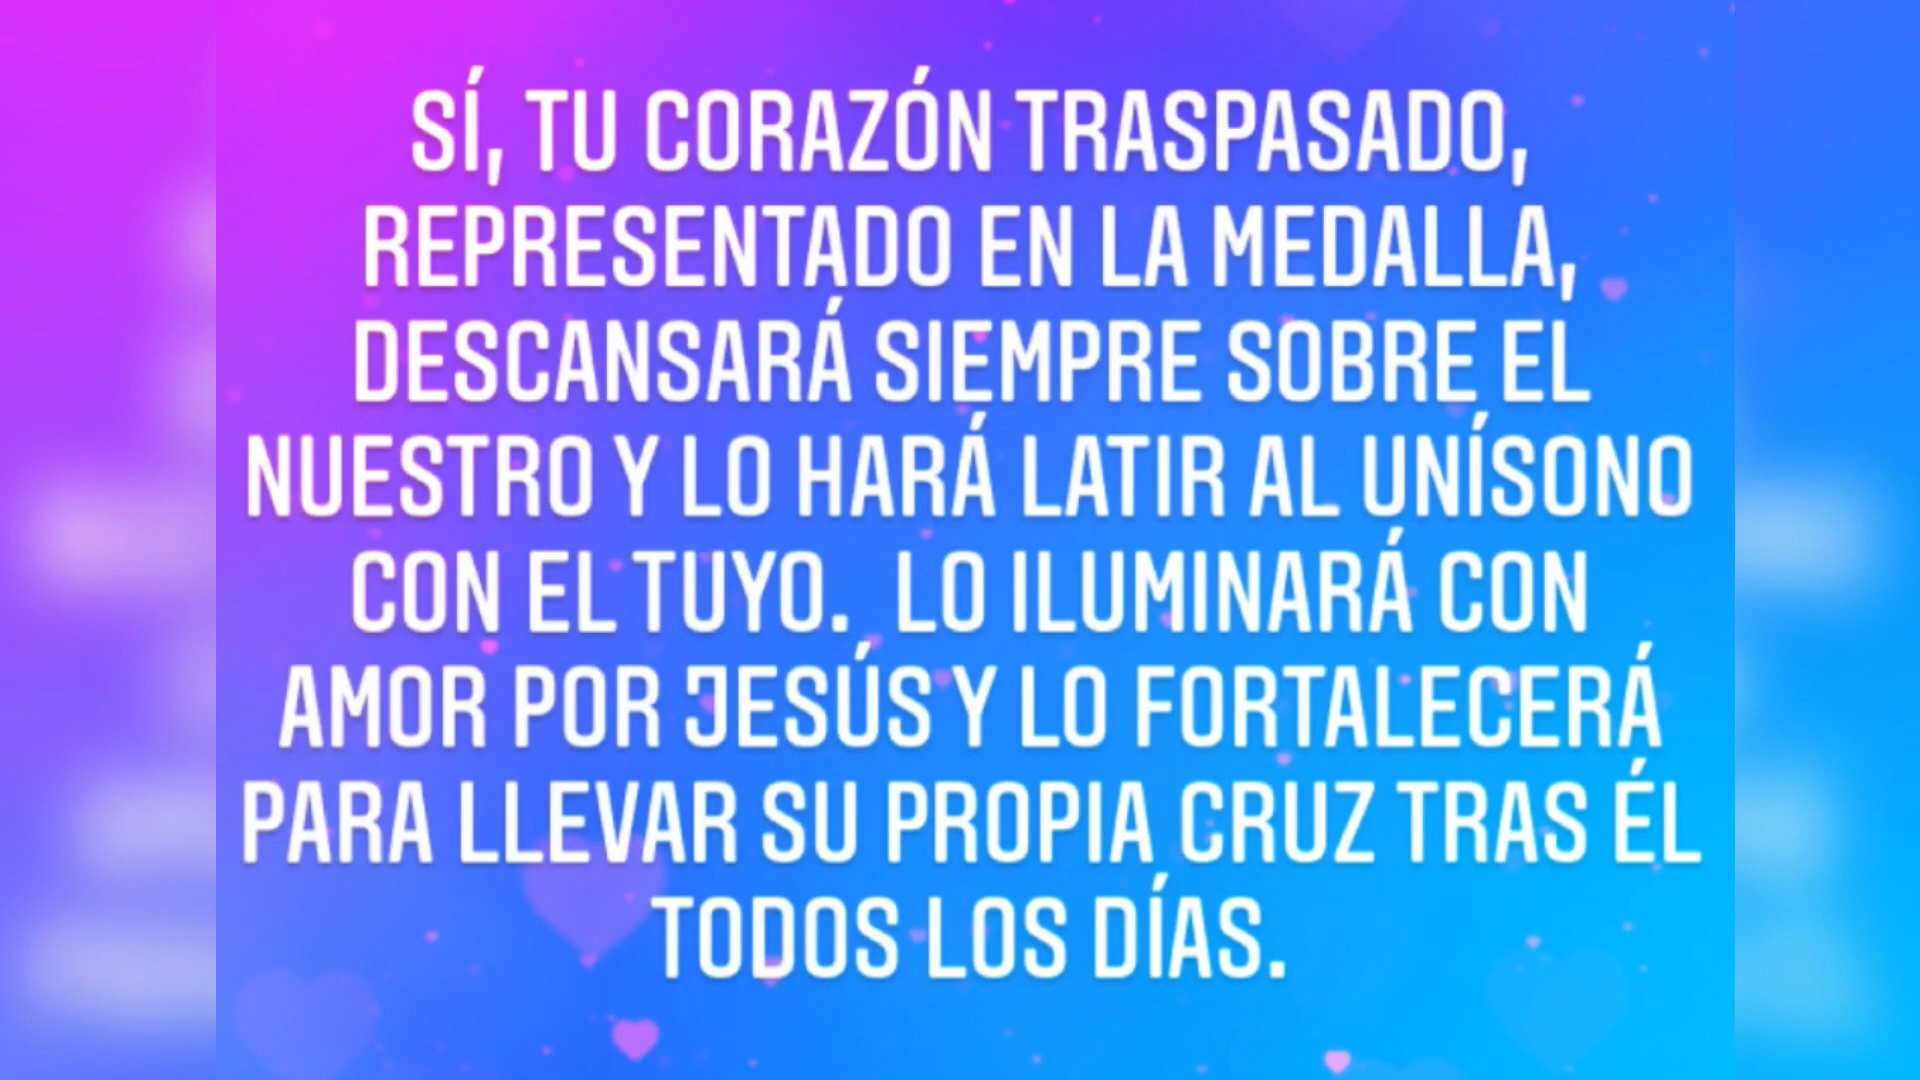 SÍ, TU CORAZÓN TRASPASADO,
REPRESENTADO EN LA MEDALLA,
DESCANSARÁ SIEMPRE SOBRE EL
NUESTRO Y LO HARÁ LATIR AL UNÍSONO
CON EL TUYO. LO ILUMINARÁ CON
AMOR POR JESÚS Y LO FORTALECERÁ
PARA LLEVAR SU PROPIA CRUZ TRAS ÉL
TODOS LOS DÍAS.